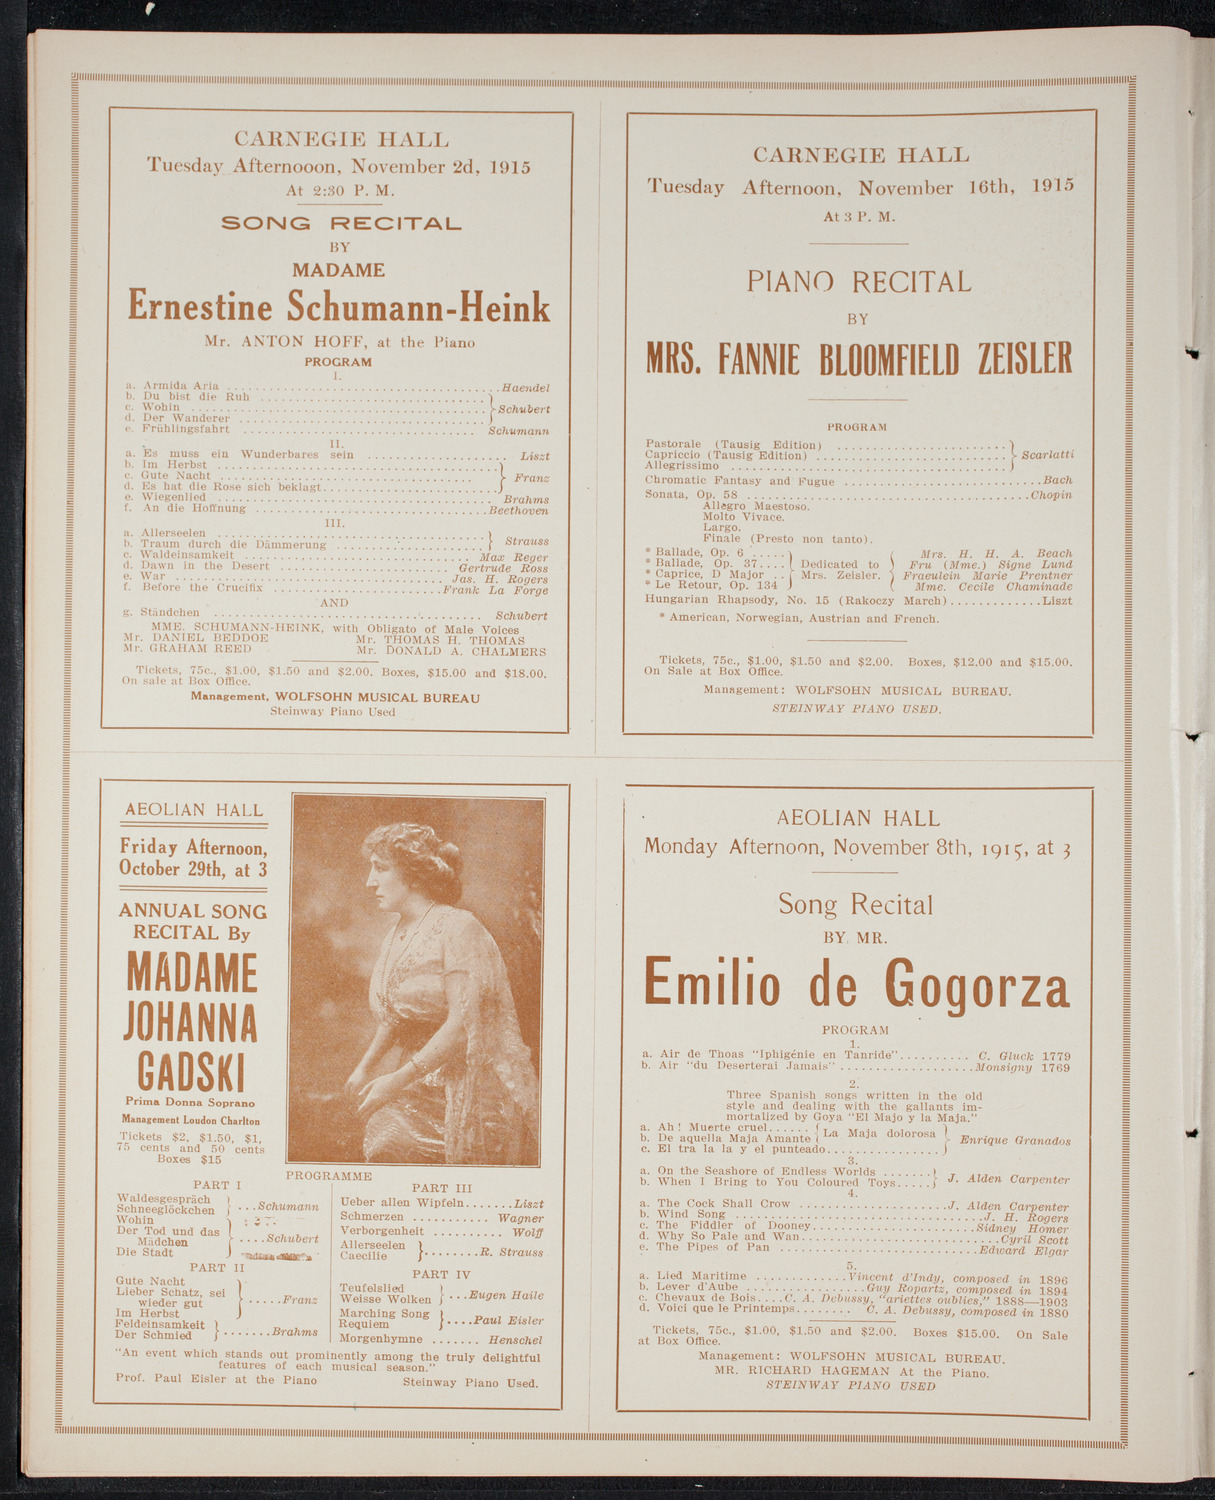 CARNEGIE HALL
Tuesday Afternooon, November 2d, 1915
At 2:30 P. M.
SONG RECITAL
BY
MADAME
Ernestine Schumann-Heink
Mr. ANTON HOFF, at the Piano
PROGRAM
I.
a. Armida Aria ........ Haendel
b. Du bist die Ruh ........
c. Wohin ........ Schubert
d. Der Wanderer ........
e. Frühlingsfahrt ........ Schumann
II.
a. Es muss ein Wunderbares sein ........ Liszt
b. Im Herbst ........
c. Gute Nacht ........ Franz
d. Es hat die Rose sich beklagt ........
e. Wiegenlied ........ Brahms
f. An die Hoffnung ........ Beethoven
III.
a. Allerseelen ........
b. Traum durch die Dämmerung ........ Strauss
c. Waldeinsamkeit ........ Max Reger
d. Dawn in the Desert ........ Gertrude Ross
e. War ........ Jas. H. Rogers
f. Before the Crucifix ........ Frank La Forge
AND
g. Ständchen ........ Schubert
MME. SCHUMANN-HEINK, with Obligato of Male Voices
Mr. DANIEL BEDDOE Mr. THOMAS H. THOMAS
Mr. GRAHAM REED Mr. DONALD A. CHALMERS
Tickets, 75c., $1.00, $1.50 and $2.00. Boxes, $15.00 and $18.00.
On sale at Box Office.
Management, WOLFSOHN MUSICAL BUREAU
Steinway Piano Used
CARNEGIE HALL
Tuesday Afternoon, November 16th, 1915
At 3 P. M.
PIANO RECITAL
BY
MRS. FANNIE BLOOMFIELD ZEISLER
PROGRAM
Pastorale (Tausig Edition) ........
Capriccio (Tausig Edition) ........ Scarlatti
Allegrissimo ........
Chromatic Fantasy and Fugue ........ Bach
Sonata, Op. 58 ........ Chopin
Allegro Maestoso.
Molto Vivace.
Largo.
Finale (Presto non tanto).
* Ballade, Op. 6 ..... Mrs. H. H. A. Beach
* Ballade, Op. 37 .... Dedicated to Fru (Mme.) Signe Lund
* Caprice, D Major .. Mrs. Zeisler. Fraeulein Marie Prentner
* Le Retour, Op. 134 Mme. Cecile Chaminade
Hungarian Rhapsody, No. 15 (Rakoczy March) ........ Liszt
* American, Norwegian, Austrian and French.
Tickets, 75c., $1.00, $1.50 and $2.00. Boxes, $12.00 and $15.00.
On Sale at Box Office.
Management: WOLFSOHN MUSICAL BUREAU.
STEINWAY PIANO USED.
AEOLIAN HALL
Friday Afternoon,
October 29th, at 3
ANNUAL SONG
RECITAL By
MADAME
JOHANNA
GADSKI
Prima Donna Soprano
Management Loudon Charlton
Tickets $2, $1.50, $1,
75 cents and 50 cents
Boxes $15
PROGRAMME
PART I
Waldesgespräch
Schneeglöckchen ...Schumann
Wohin
Der Tod und das
Mädchen ....Schubert
Die Stadt
PART II
Gute Nacht
Lieber Schatz, sei
wieder gut .....Franz
Im Herbst
Feldeinsamkeit
Der Schmied .......Brahms
PART III
Ueber allen Wipfeln.......Liszt
Schmerzen ........... Wagner
Verborgenheit .......... Wolff
Allerseelen
Caecilie ........R. Strauss
PART IV
Teufelslied
Weisse Wolken ...Eugen Haile
Marching Song
Requiem ....Paul Eisler
Morgenhymne ....... Henschel
"An event which stands out prominently among the truly delightful
features of each musical season."
Prof. Paul Eisler at the Piano Steinway Piano Used.
AEOLIAN HALL
Monday Afternoon, November 8th, 1915, at 3
Song Recital
BY MR.
Emilio de Gogorza
PROGRAM
1.
a. Air de Thoas "Iphigénie en Tanride".......... C. Gluck 1779
b. Air "du Deserterai Jamais" ...................Monsigny 1769
2.
Three Spanish songs written in the old
style and dealing with the gallants im-
mortalized by Goya "El Majo y la Maja."
a. Ah! Muerte cruel......
b. De aquella Maja Amante La Maja dolorosa Enrique Granados
c. El tra la la y el punteado...............
3.
a. On the Seashore of Endless Worlds .......
b. When I Bring to You Coloured Toys..... J. Alden Carpenter
4.
a. The Cock Shall Crow .....................J. Alden Carpenter
b. Wind Song ........ J. H. Rogers
c. The Fiddler of Dooney........ Sidney Homer
d. Why So Pale and Wan........ Cyril Scott
e. The Pipes of Pan ........ Edward Elgar
5.
a. Lied Maritime .............Vincent d'Indy, composed in 1896
b. Lever d'Aube .................Guy Ropartz, composed in 1894
c. Chevaux de Bois.....C. A. Debussy, "ariettes oublies," 1888—1903
d. Voici que le Printemps........ C. A. Debussy, composed in 1880
Tickets, 75c., $1.00, $1.50 and $2.00. Boxes $15.00. On Sale
at Box Office.
Management: WOLFSOHN MUSICAL BUREAU.
MR. RICHARD HAGEMAN At the Piano.
STEINWAY PIANO USED